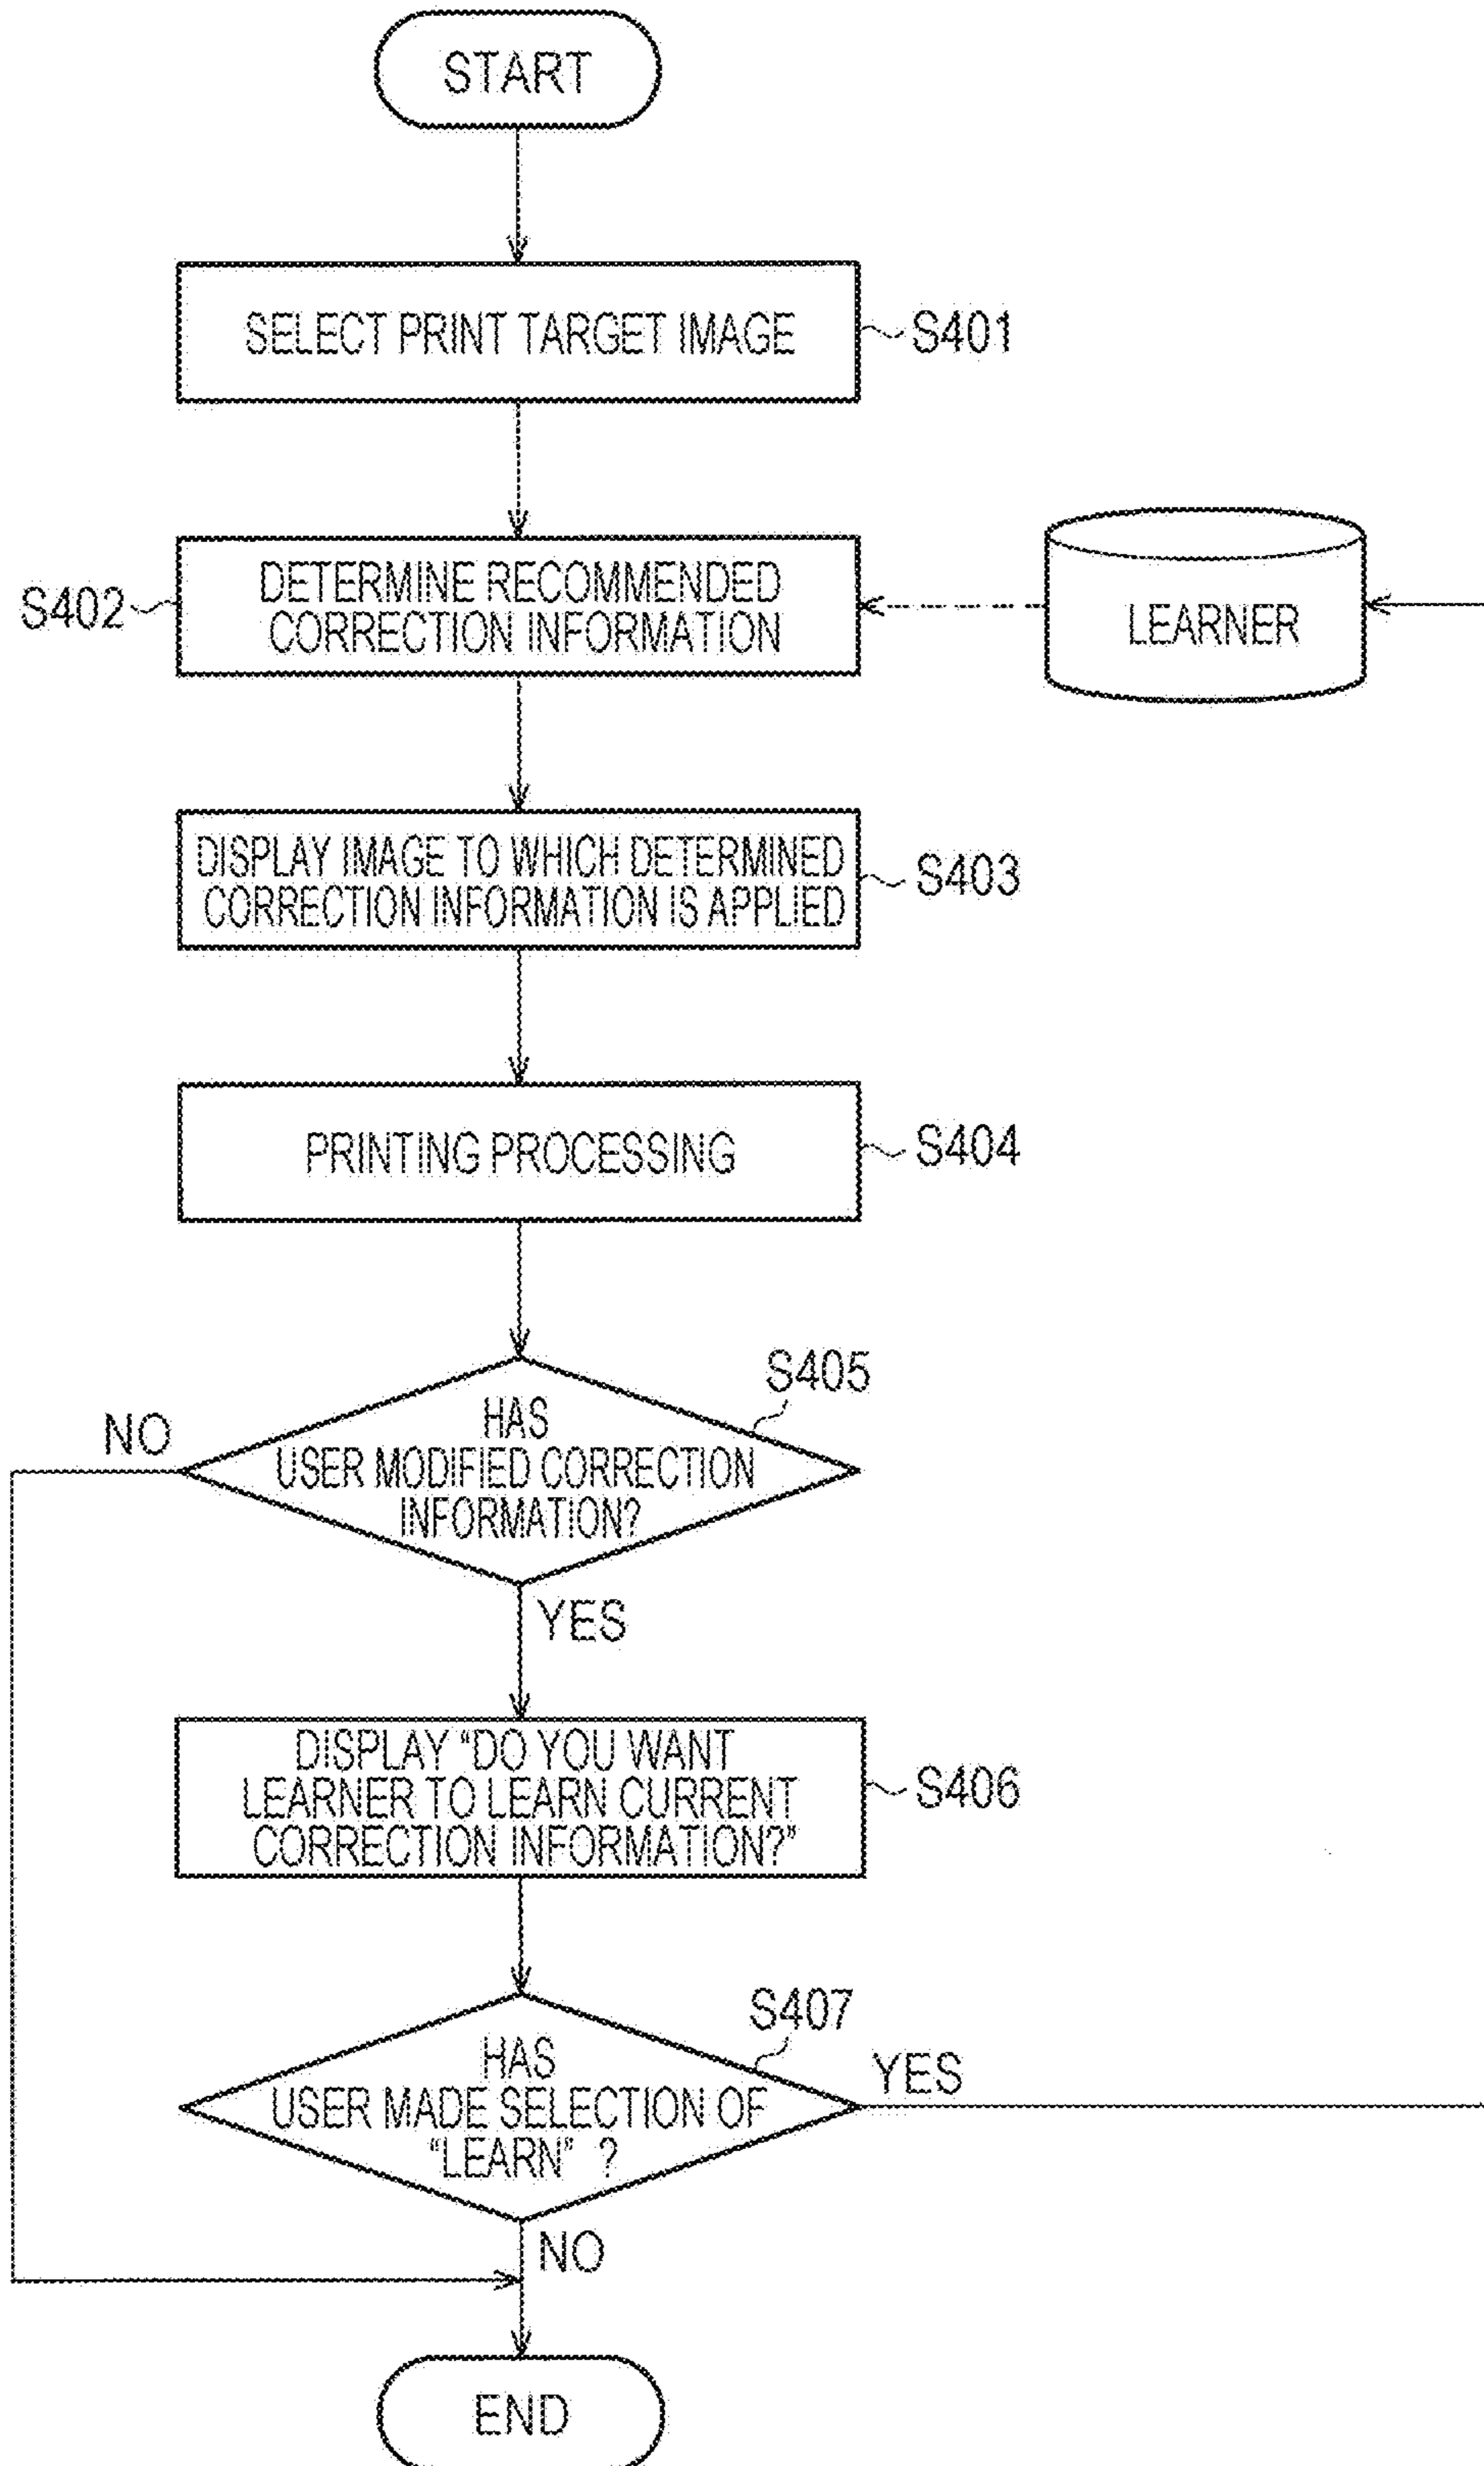 START
SELECT PRINT TARGET IMAGE
S401
S402
DETERMINE RECOMMENDED
CORRECTION INFORMATION
LEARNER
DISPLAY IMAGE TO WHICH DETERMINED
CORRECTION INFORMATION IS APPLIED
S403
PRINTING PROCESSING
S404
S405
NO
HAS
USER MODIFIED CORRECTION
INFORMATION?
YES
DISPLAY “DO YOU WANT
LEARNER TO LEARN CURRENT
CORRECTION INFORMATION?”
S406
S407
HAS
USER MADE SELECTION OF
“LEARN” ?
YES
NO
END